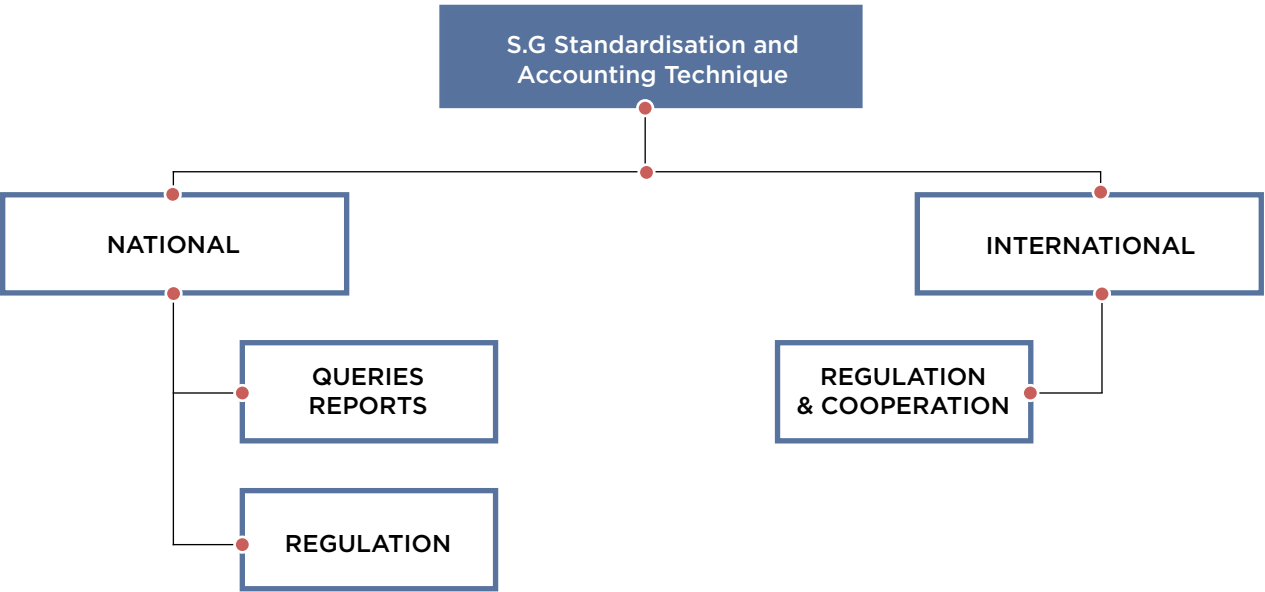 S.G Standardisation and
Accounting Technique
NATIONAL
INTERNATIONAL
QUERIES
REPORTS
REGULATION
& COOPERATION
REGULATION